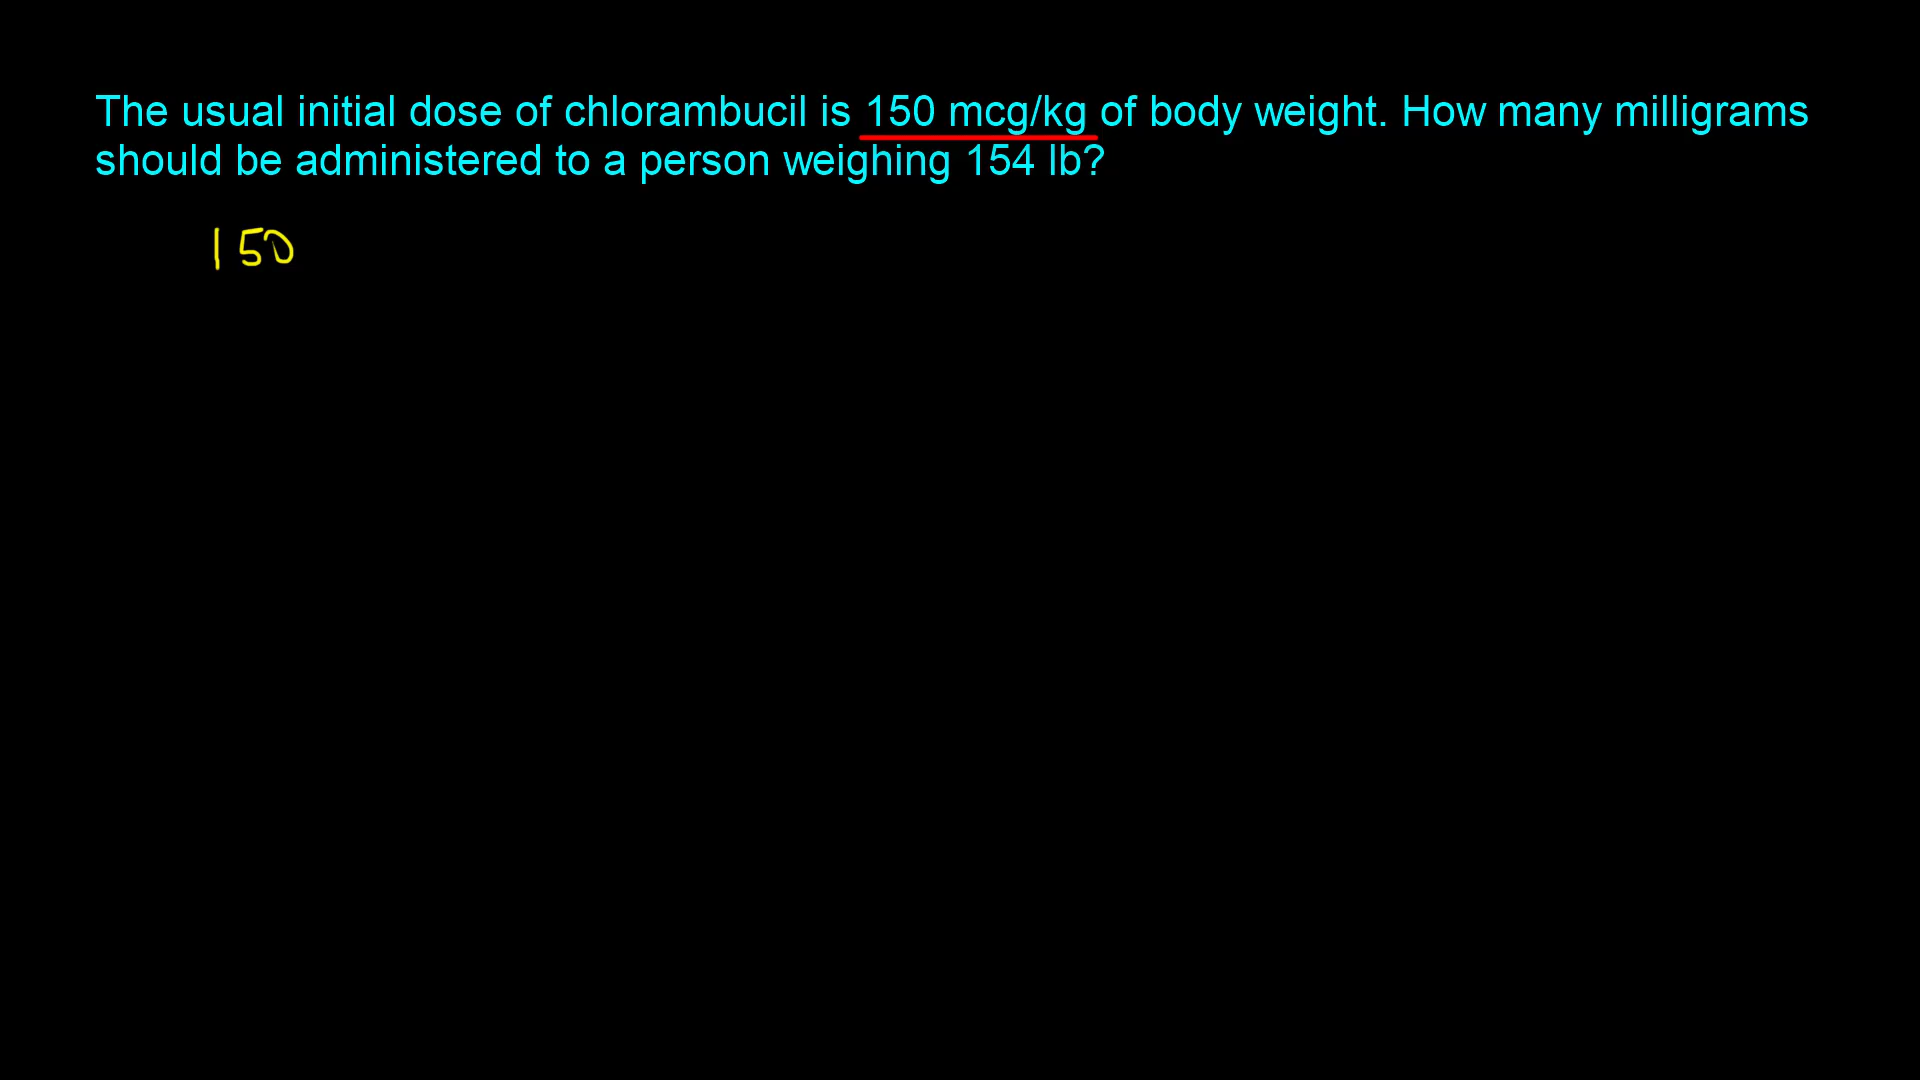 The usual initial dose of chlorambucil is 150 mcg/kg of body weight. How many milligrams
should be administered to a person weighing 154 lb?
150